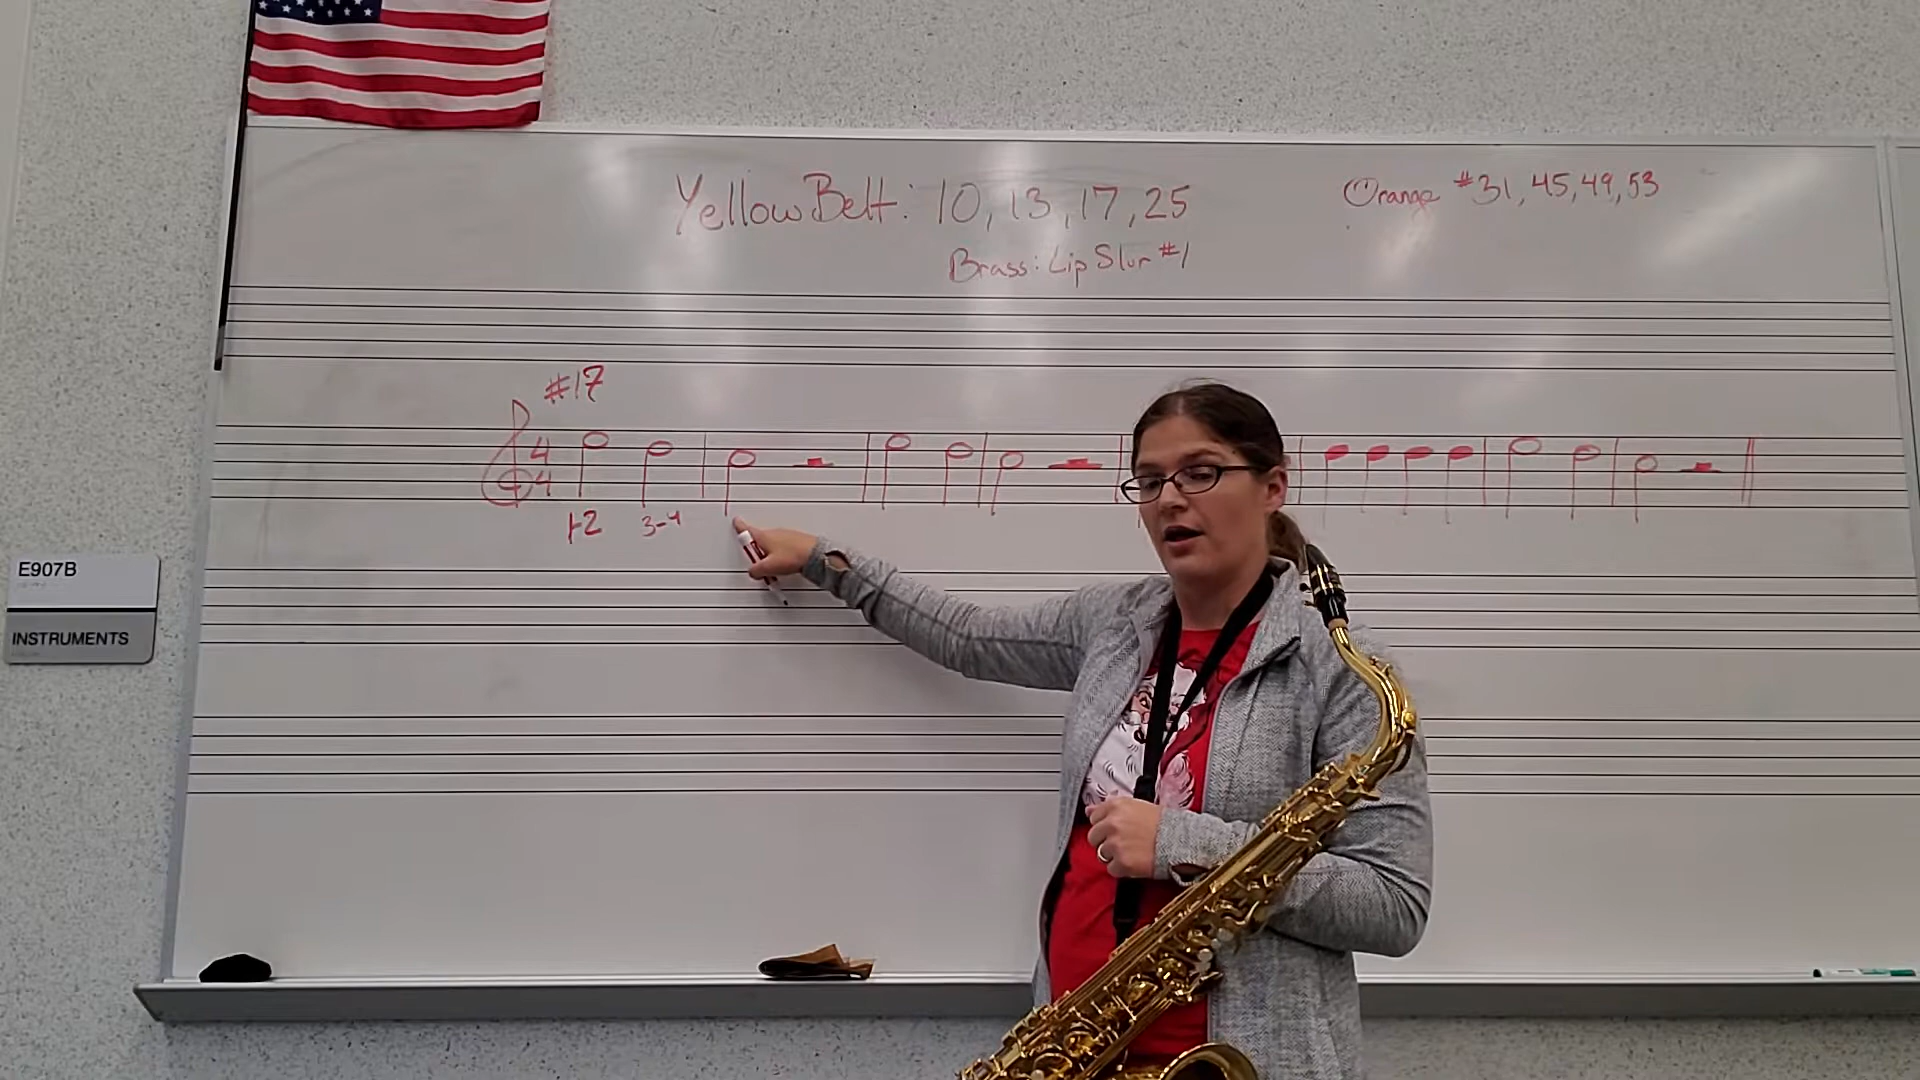 Yellow Belt: 10, 13, 17, 25
Orange #31, 45, 49, 53
Brass: Lip Slur #1
#17
4
4
1-2 3-4
E907B
INSTRUMENTS